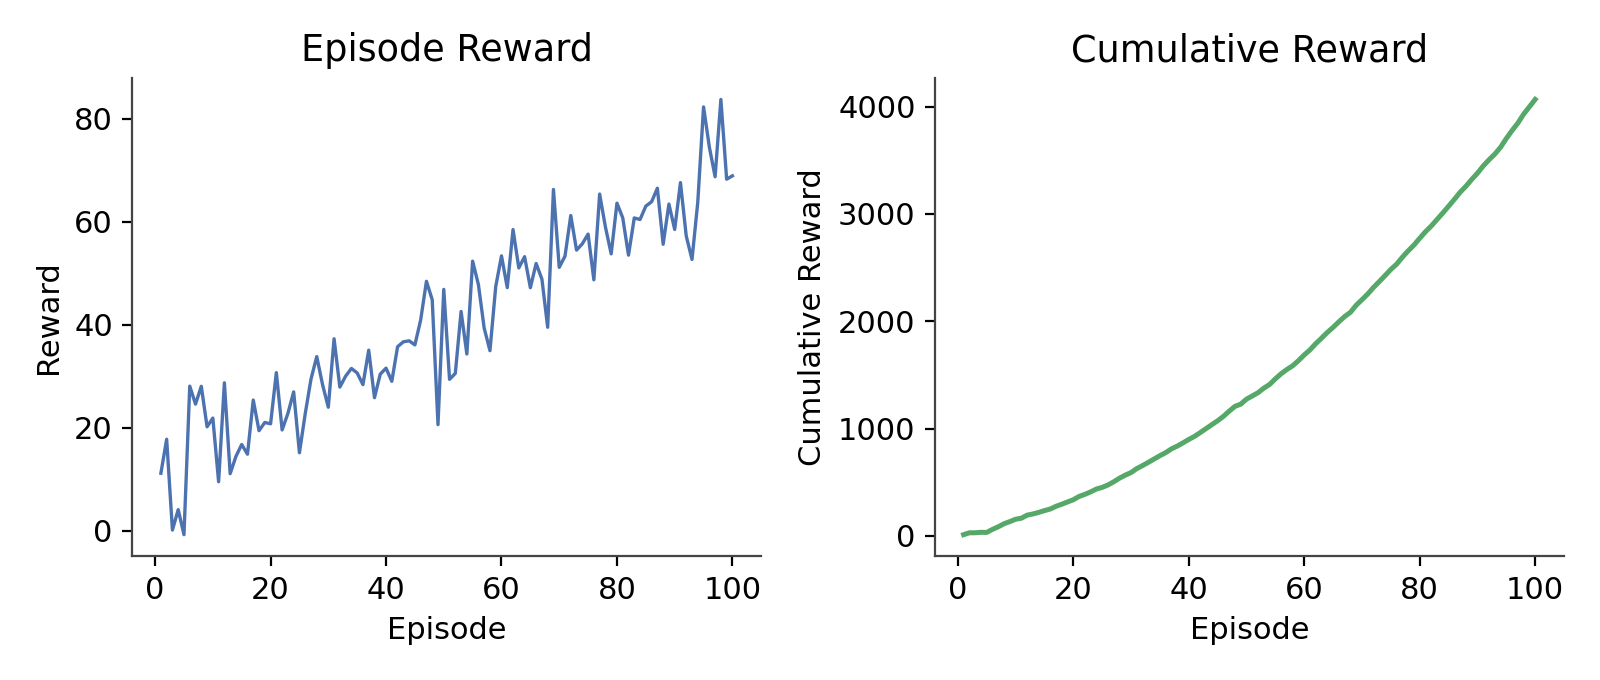 Episode Reward
Reward
80
60
40
20
0
0 20 40 60 80 100
Episode
Cumulative Reward
Cumulative Reward
4000
3000
2000
1000
0
0 20 40 60 80 100
Episode